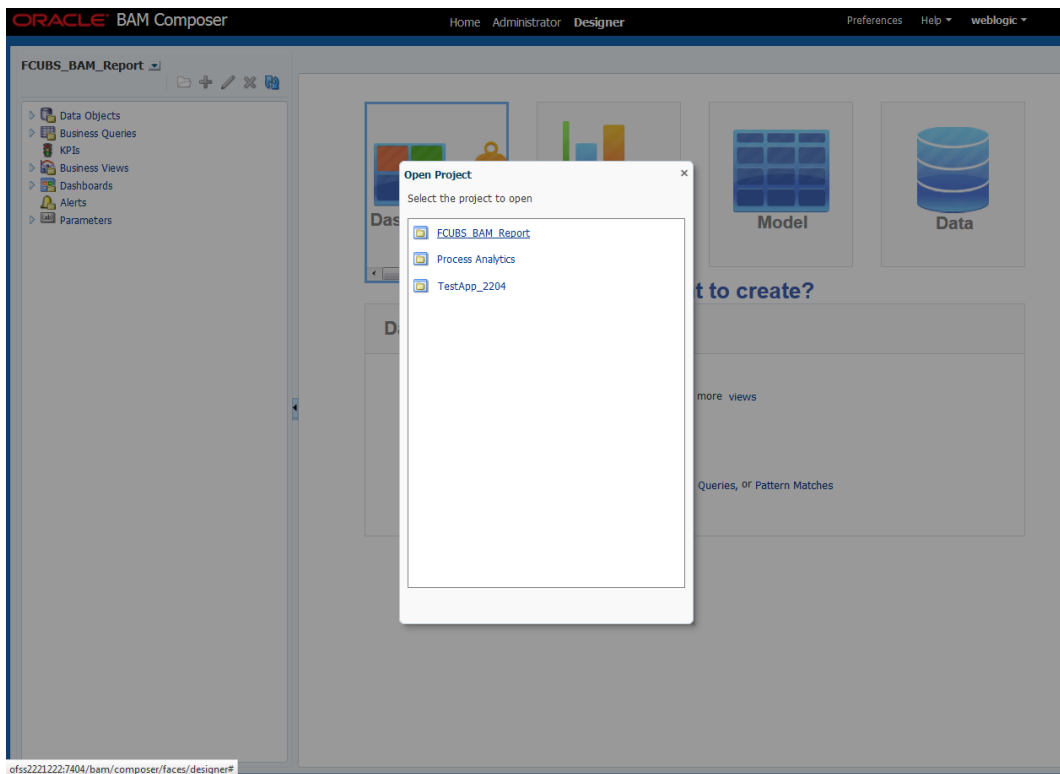 ORACLE BAM Composer
Home Administrator Designer
Preferences Help weblogic
FCUBS_BAM_Report
Data Objects
Business Queries
KPIs
Business Views
Dashboards
Alerts
Parameters
Das
Model
Data
Open Project
×
Select the project to open
FCUBS_BAM_Report
Process Analytics
TestApp_2204
t to create?
D
more views
Queries, or Pattern Matches
ofss2221222:7404/bam/composer/faces/designer#